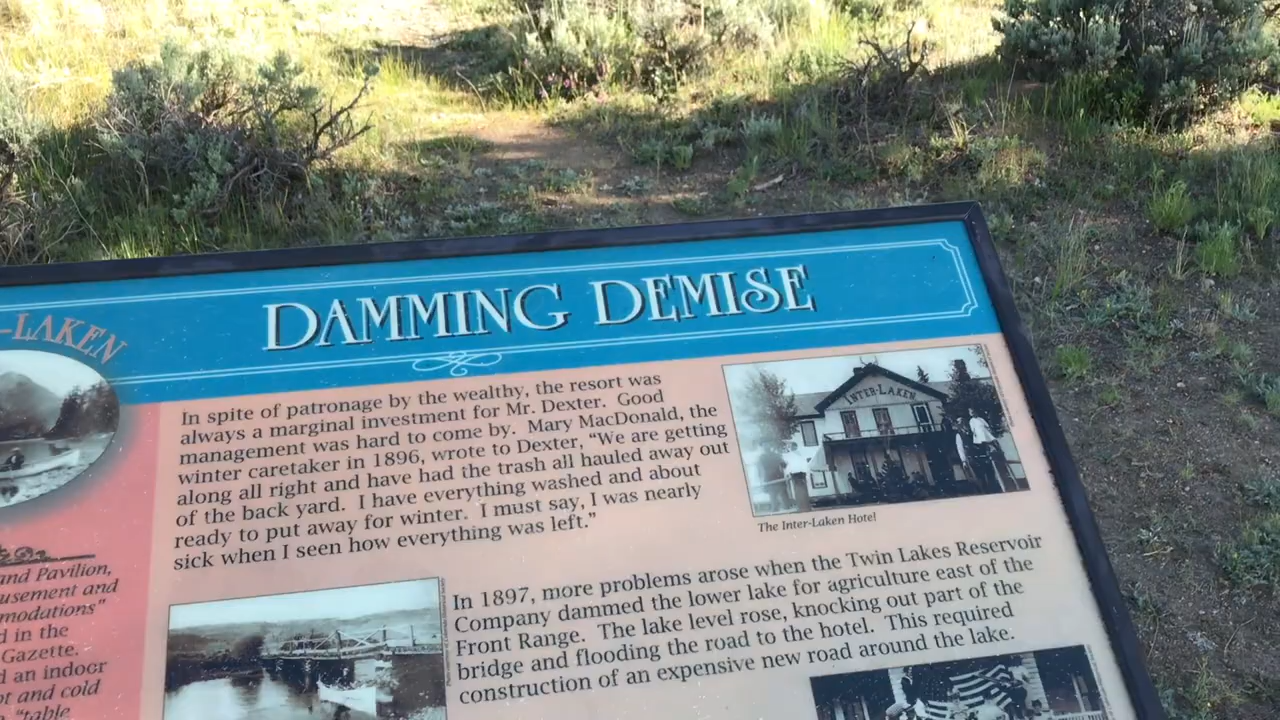 DAMMING DEMISE
-LAKEN
In spite of patronage by the wealthy, the resort was
always a marginal investment for Mr. Dexter. Good
management was hard to come by. Mary MacDonald, the
winter caretaker in 1896, wrote to Dexter, “We are getting
along all right and have had the trash all hauled away out
of the back yard. I have everything washed and about
ready to put away for winter. I must say, I was nearly
sick when I seen how everything was left.”
INTER-LAKEN
The Inter-Laken Hotel
In 1897, more problems arose when the Twin Lakes Reservoir
Company dammed the lower lake for agriculture east of the
Front Range. The lake level rose, knocking out part of the
bridge and flooding the road to the hotel. This required
construction of an expensive new road around the lake.
and Pavilion,
usement and
modations”
d in the
Gazette.
d an indoor
ot and cold
“table